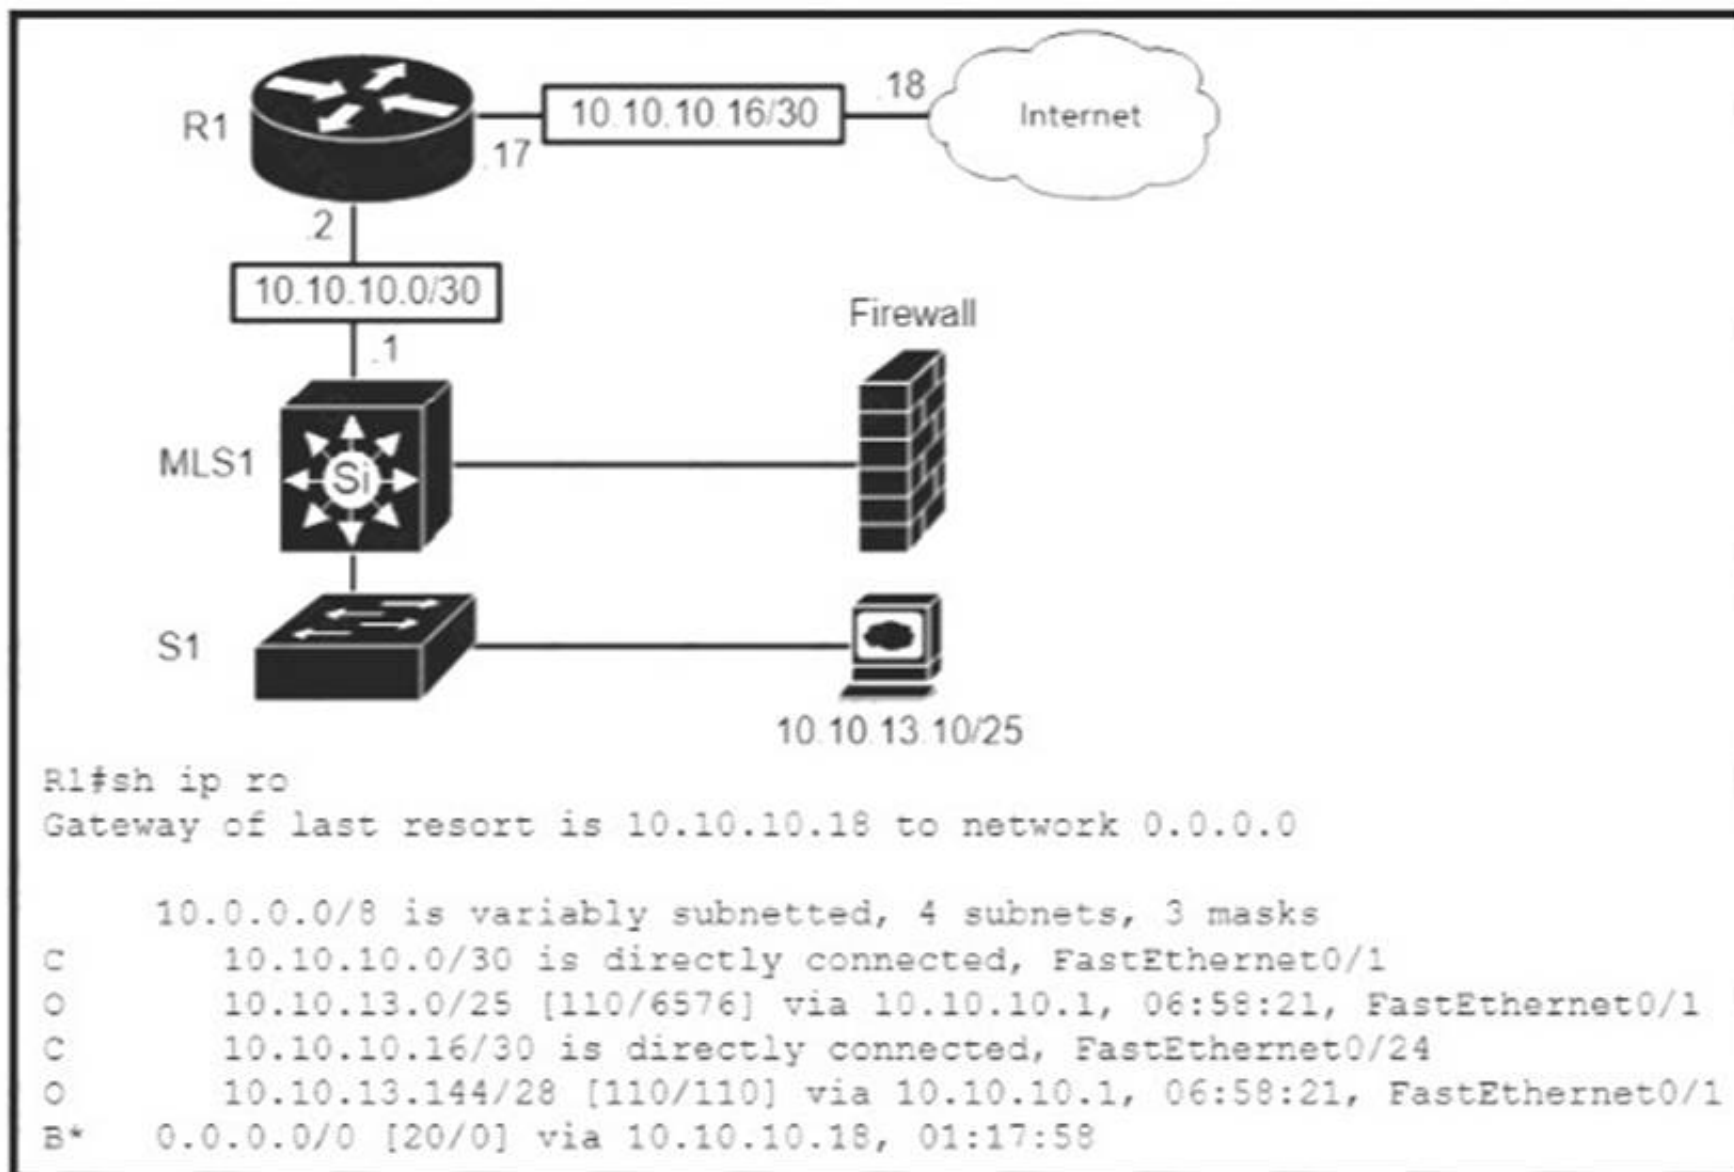 R1
.17
10.10.10.16/30
.18
Internet
.2
10.10.10.0/30
.1
Firewall
MLS1
Si
S1
10.10.13.10/25
R1#sh ip ro
Gateway of last resort is 10.10.10.18 to network 0.0.0.0
10.0.0.0/8 is variably subnetted, 4 subnets, 3 masks
C 10.10.10.0/30 is directly connected, FastEthernet0/1
O 10.10.13.0/25 [110/6576] via 10.10.10.1, 06:58:21, FastEthernet0/1
C 10.10.10.16/30 is directly connected, FastEthernet0/24
O 10.10.13.144/28 [110/110] via 10.10.10.1, 06:58:21, FastEthernet0/1
B* 0.0.0.0/0 [20/0] via 10.10.10.18, 01:17:58